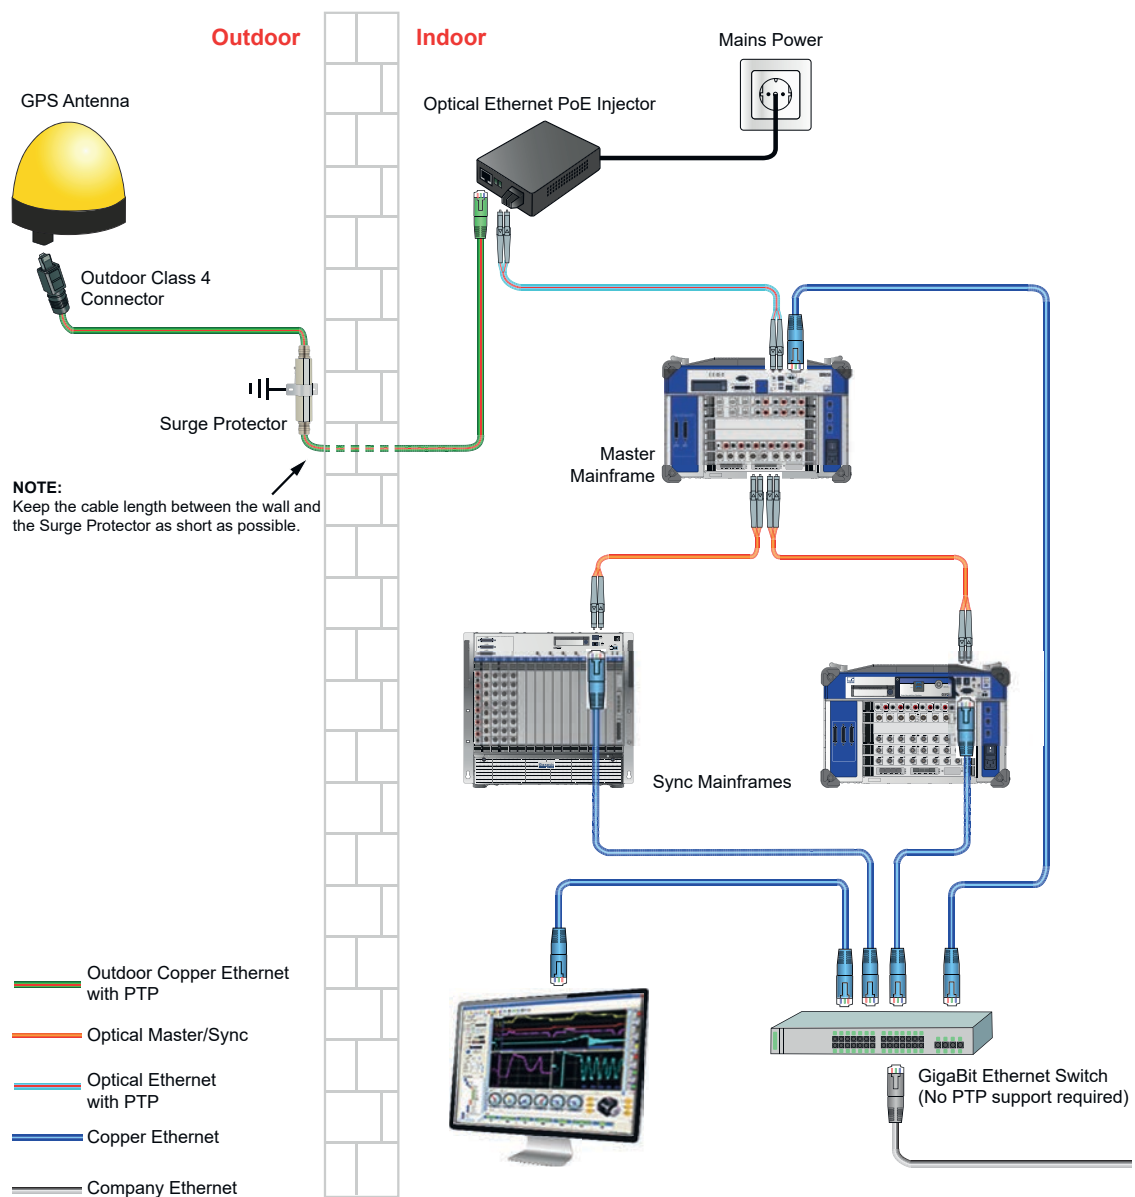 Outdoor
Indoor
Mains Power
GPS Antenna
Optical Ethernet PoE Injector
Outdoor Class 4
Connector
Surge Protector
Master
Mainframe
NOTE:
Keep the cable length between the wall and
the Surge Protector as short as possible.
Sync Mainframes
Outdoor Copper Ethernet
with PTP
Optical Master/Sync
Optical Ethernet
with PTP
Copper Ethernet
Company Ethernet
GigaBit Ethernet Switch
(No PTP support required)